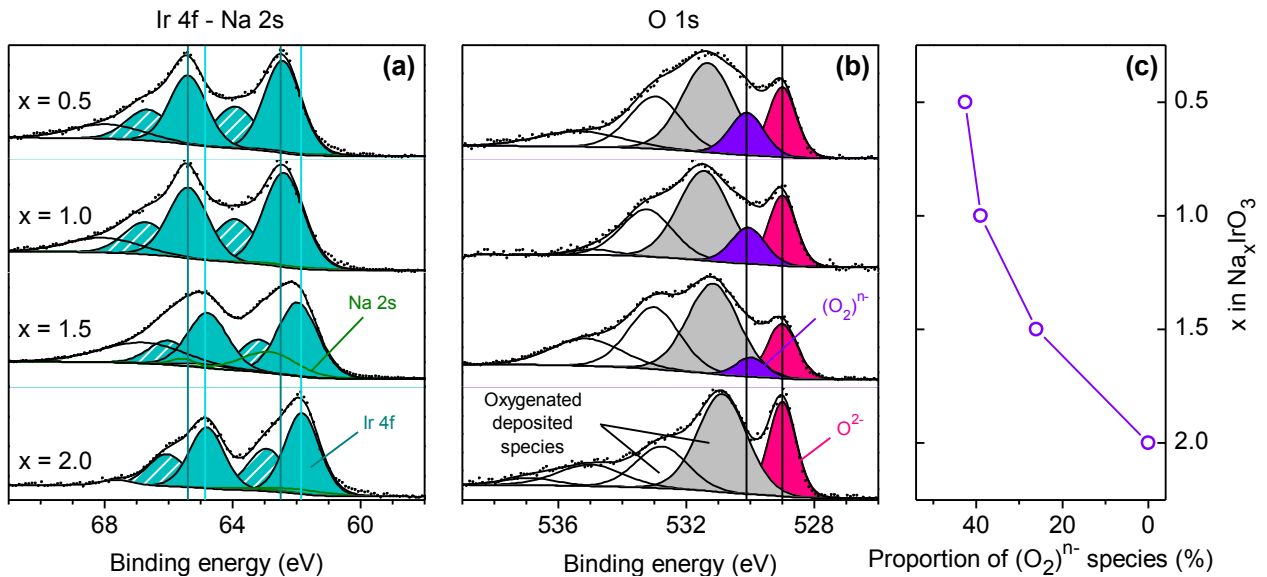 Ir 4f - Na 2s
O 1s
(a)
(b)
(c)
x = 0.5
x = 1.0
x = 1.5
x = 2.0
Na 2s
Ir 4f
(O₂)ⁿ⁻
Oxygenated
deposited
species
O²⁻
0.5
1.0
1.5
2.0
x in NaₓIrO₃
68 64 60
536 532 528
40 20 0
Binding energy (eV)
Binding energy (eV)
Proportion of (O₂)ⁿ⁻ species (%)